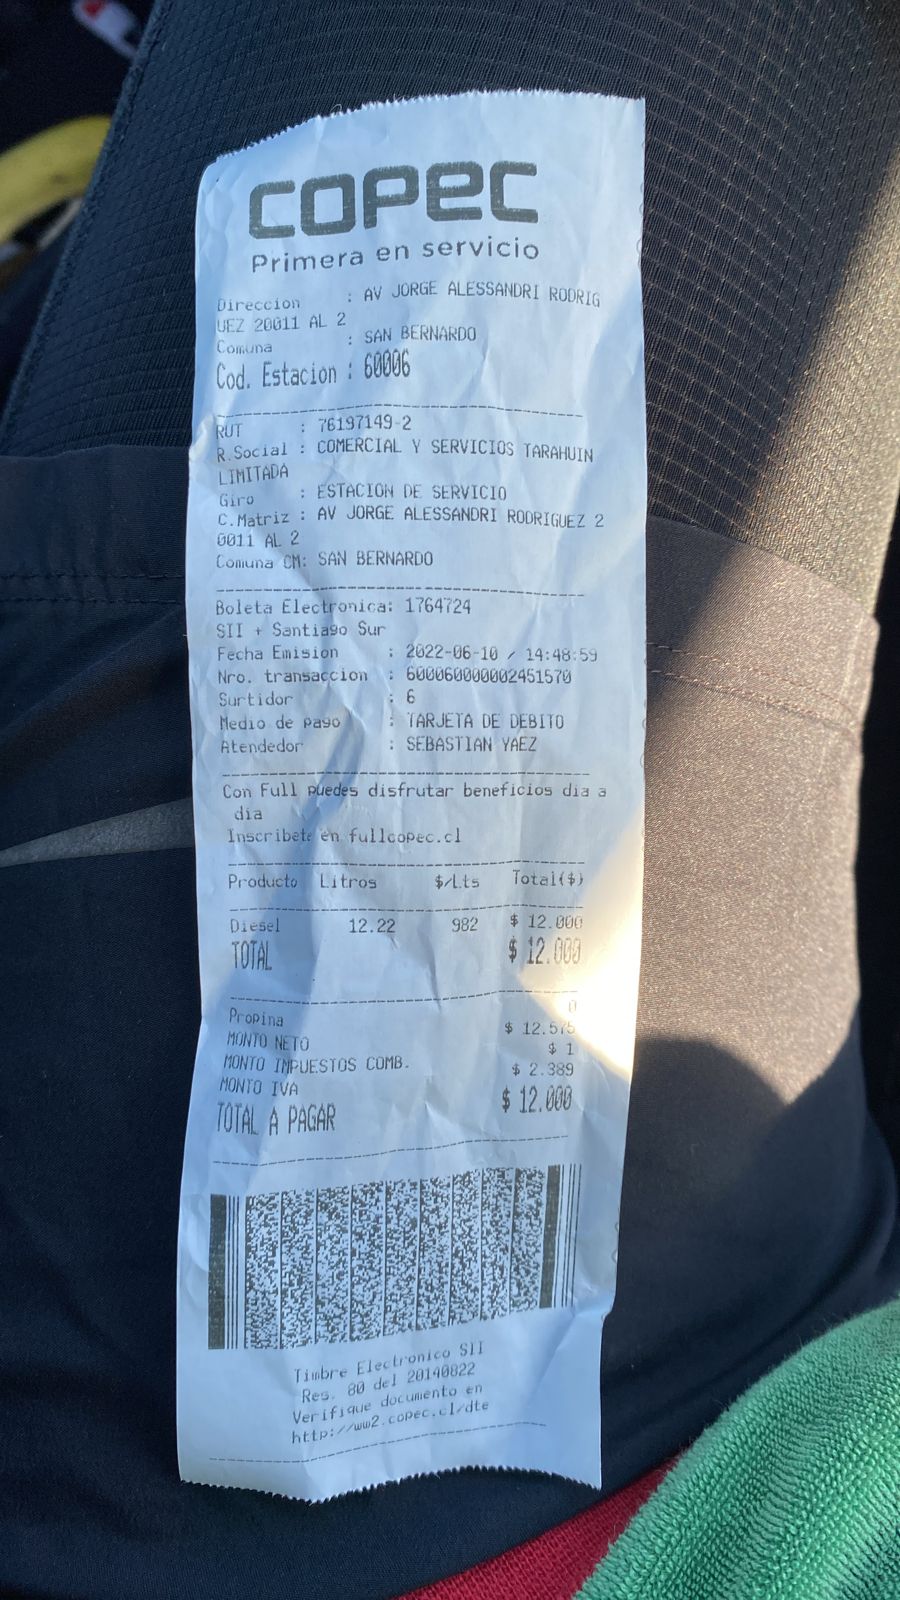 COPEC
Primera en servicio
Direccion : AV JORGE ALESSANDRI RODRIG
UEZ 20011 AL 2
Comuna : SAN BERNARDO
Cod. Estacion : 60006
RUT : 76197149-2
R.Social : COMERCIAL Y SERVICIOS TARAHUIN
LIMITADA
Giro : ESTACION DE SERVICIO
C.Matriz : AV JORGE ALESSANDRI RODRIGUEZ 2
0011 AL 2
Comuna CM: SAN BERNARDO
Boleta Electronica: 1764724
SII + Santiago Sur
Fecha Emision : 2022-06-10 / 14:48:59
Nro. transaccion : 600060000002451570
Surtidor : 6
Medio de pago : TARJETA DE DEBITO
Atendedor : SEBASTIAN YAEZ
Con Full puedes disfrutar beneficios dia a
dia
Inscribete en fullcopec.cl
Producto Litros $/Lts Total($)
Diesel 12.22 982 $ 12.000
TOTAL $ 12.000
Propina 0
MONTO NETO $ 12.575
MONTO IMPUESTOS COMB. $ 1
MONTO IVA $ 2.389
TOTAL A PAGAR $ 12.000
Timbre Electronico SII
Res. 80 del 20140822
Verifique documento en
http://ww2.copec.cl/dte